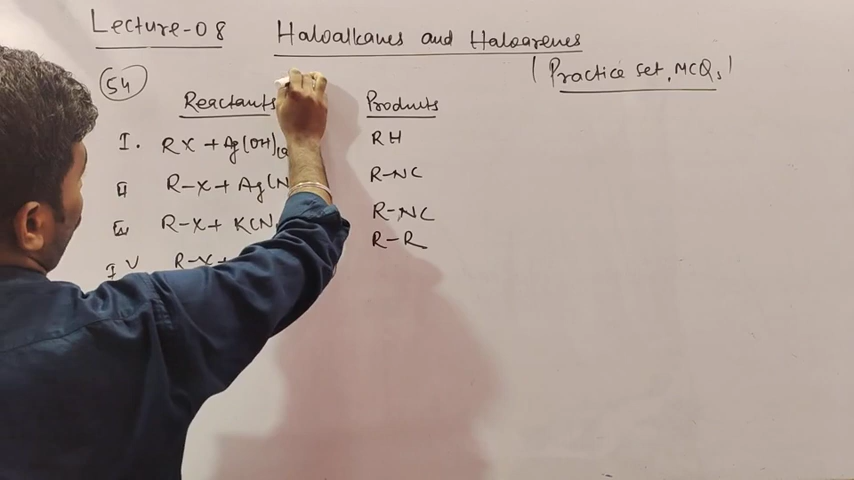 Lecture-08 Haloalkanes and Haloarenes
(Practice set, MCQs)
54
Reactants Products
I. RX + Ag(OH) RH
II R-X + Ag R-NC
III R-X + KCN R-NC
IV R-X + R-R